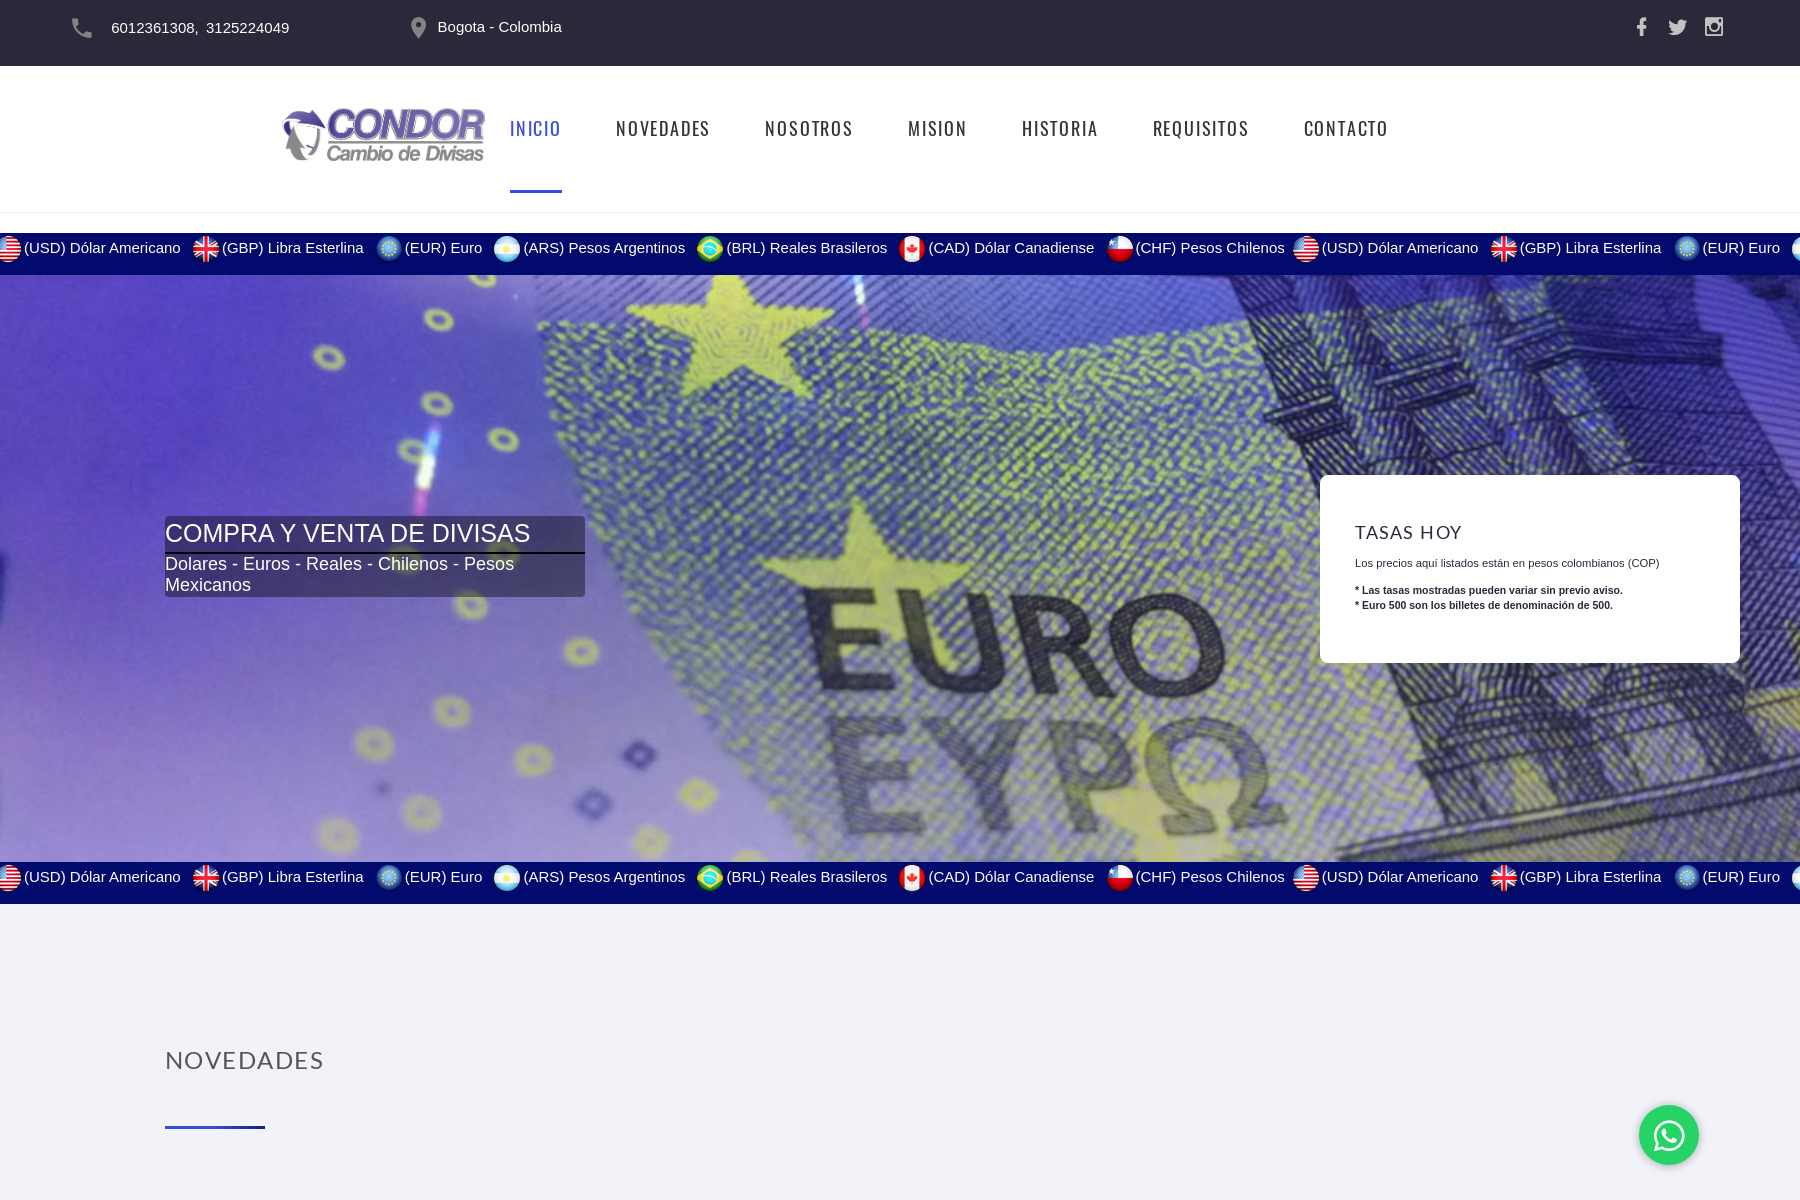 6012361308, 3125224049
Bogota - Colombia
CONDOR
Cambio de Divisas
INICIO NOVEDADES NOSOTROS MISION HISTORIA REQUISITOS CONTACTO
(USD) Dólar Americano (GBP) Libra Esterlina (EUR) Euro (ARS) Pesos Argentinos (BRL) Reales Brasileros (CAD) Dólar Canadiense (CHF) Pesos Chilenos (USD) Dólar Americano (GBP) Libra Esterlina (EUR) Euro
COMPRA Y VENTA DE DIVISAS
Dolares - Euros - Reales - Chilenos - Pesos
Mexicanos
EURO
ΕΥΡΩ
TASAS HOY
Los precios aquí listados están en pesos colombianos (COP)
* Las tasas mostradas pueden variar sin previo aviso.
* Euro 500 son los billetes de denominación de 500.
(USD) Dólar Americano (GBP) Libra Esterlina (EUR) Euro (ARS) Pesos Argentinos (BRL) Reales Brasileros (CAD) Dólar Canadiense (CHF) Pesos Chilenos (USD) Dólar Americano (GBP) Libra Esterlina (EUR) Euro
NOVEDADES